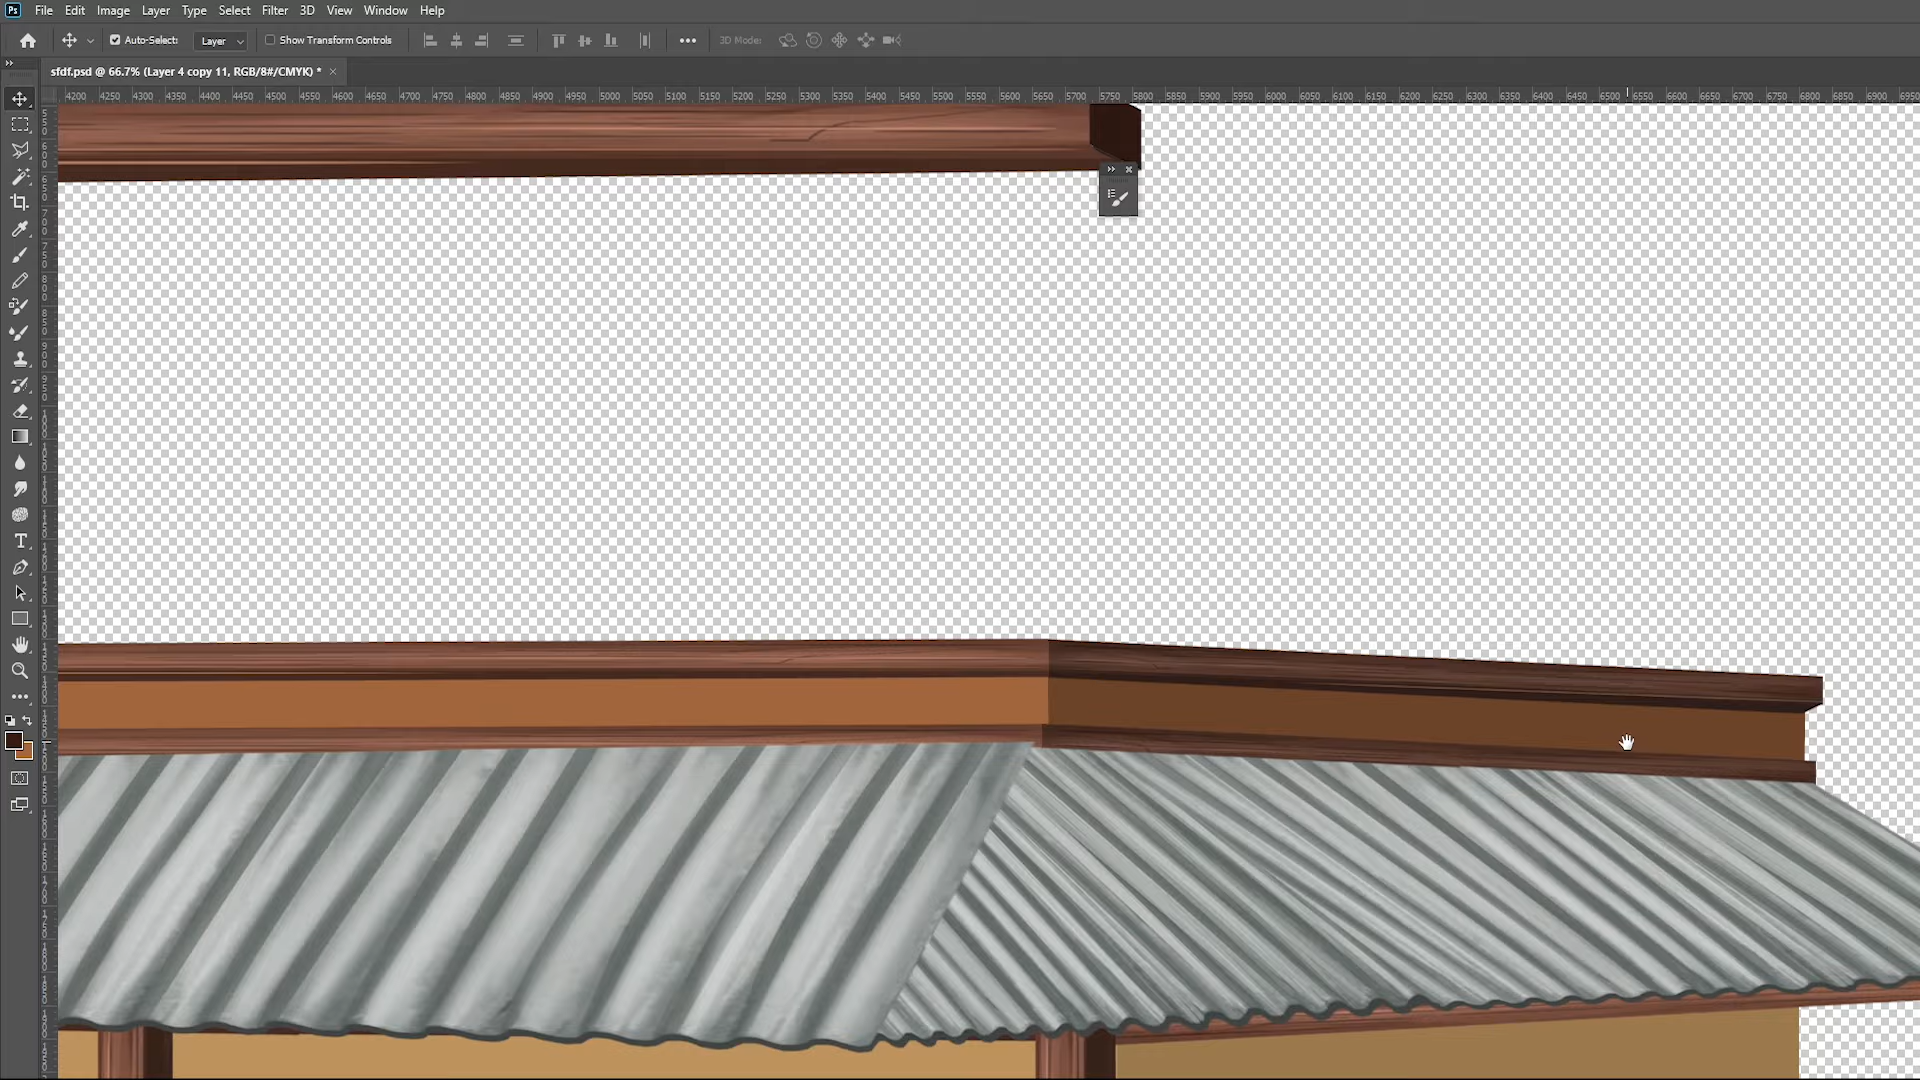 Ps File Edit Image Layer Type Select Filter 3D View Window Help
Auto-Select: Layer Show Transform Controls 3D Mode:
sfdf.psd @ 66.7% (Layer 4 copy 11, RGB/8#/CMYK) *
4200 4250 4300 4350 4400 4450 4500 4550 4600 4650 4700 4750 4800 4850 4900 4950 5000 5050 5100 5150 5200 5250 5300 5350 5400 5450 5500 5550 5600 5650 5700 5750 5800 5850 5900 5950 6000 6050 6100 6150 6200 6250 6300 6350 6400 6450 6500 6550 6600 6650 6700 6750 6800 6850 6900 6950